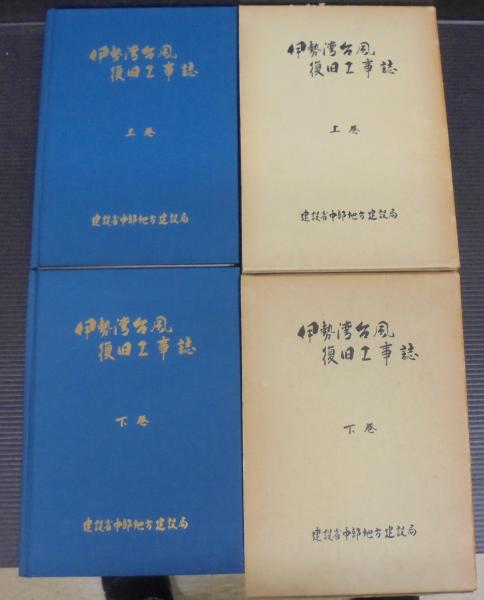 伊勢湾台風
復旧工事誌
上巻
建設省中部地方建設局
伊勢湾台風
復旧工事誌
上巻
建設省中部地方建設局
伊勢湾台風
復旧工事誌
下巻
建設省中部地方建設局
伊勢湾台風
復旧工事誌
下巻
建設省中部地方建設局